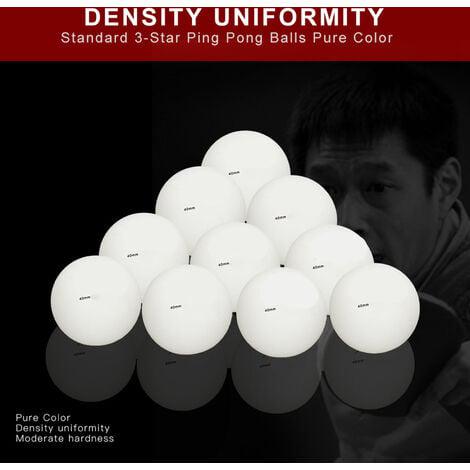 DENSITY UNIFORMITY
Standard 3-Star Ping Pong Balls Pure Color
40mm
40mm
40mm
40mm
40mm
40mm
40mm
40mm
40mm
40mm
Pure Color
Density uniformity
Moderate hardness